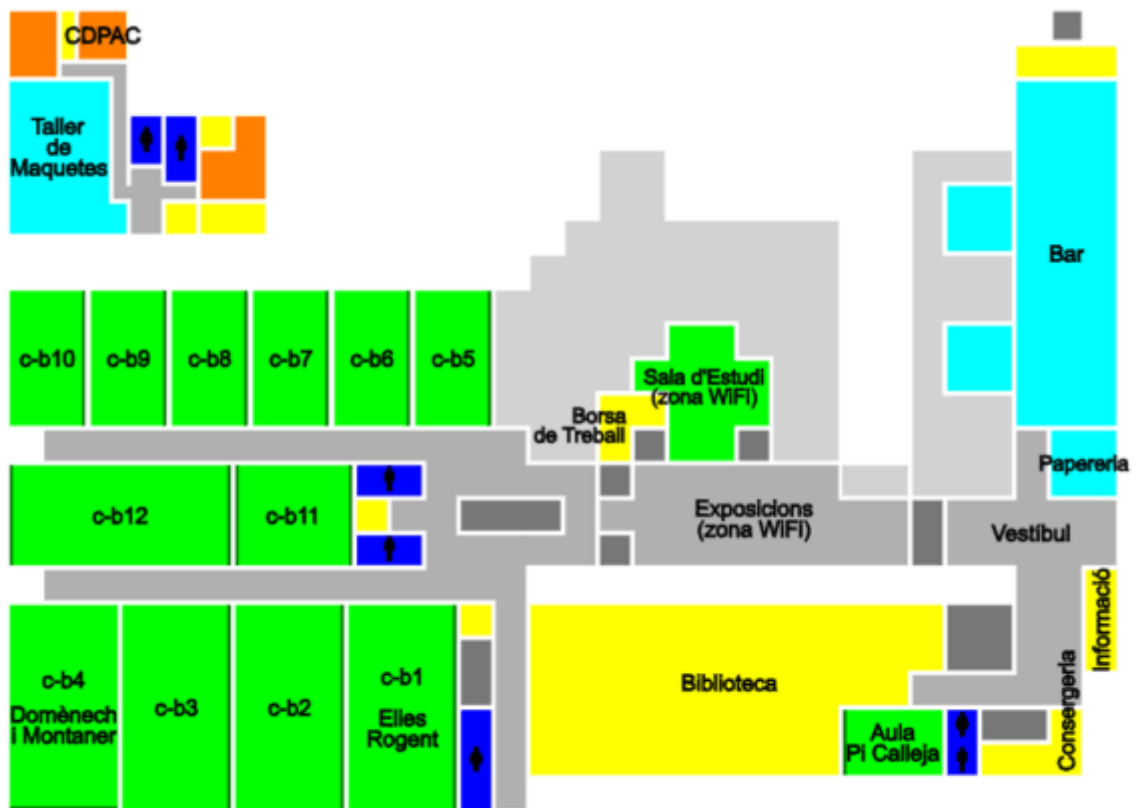 CDPAC
Taller
de
Maquetes
Bar
c-b10
c-b9
c-b8
c-b7
c-b6
c-b5
Sala d'Estudi
(zona WiFi)
Borsa
de Treball
Papereria
c-b12
c-b11
Exposicions
(zona WiFi)
Vestíbul
Informació
Consergeria
c-b4
Domènech
i Montaner
c-b3
c-b2
c-b1
Elies
Rogent
Biblioteca
Aula
Pi Calleja